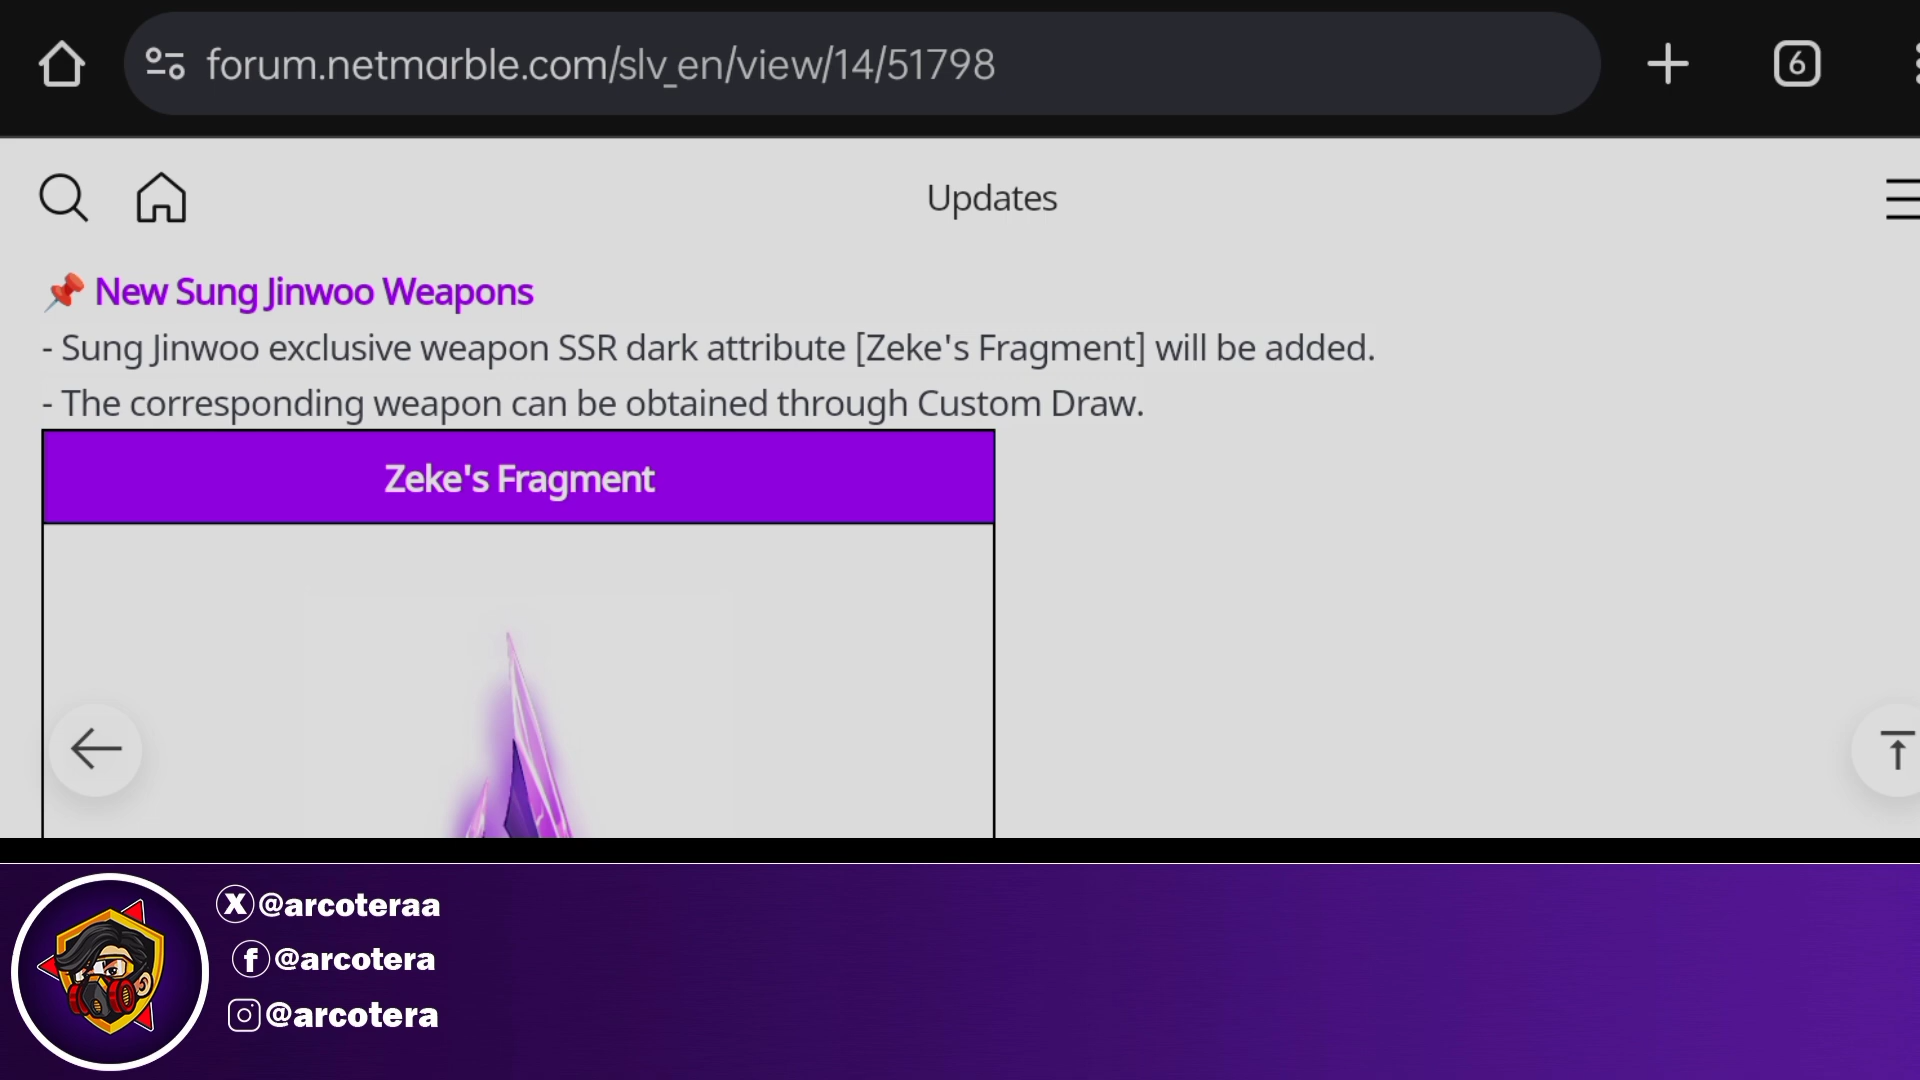 forum.netmarble.com/slv_en/view/14/51798
6
Updates
New Sung Jinwoo Weapons
- Sung Jinwoo exclusive weapon SSR dark attribute [Zeke's Fragment] will be added.
- The corresponding weapon can be obtained through Custom Draw.
Zeke's Fragment
X @arcoteraa
f @arcotera
@arcotera